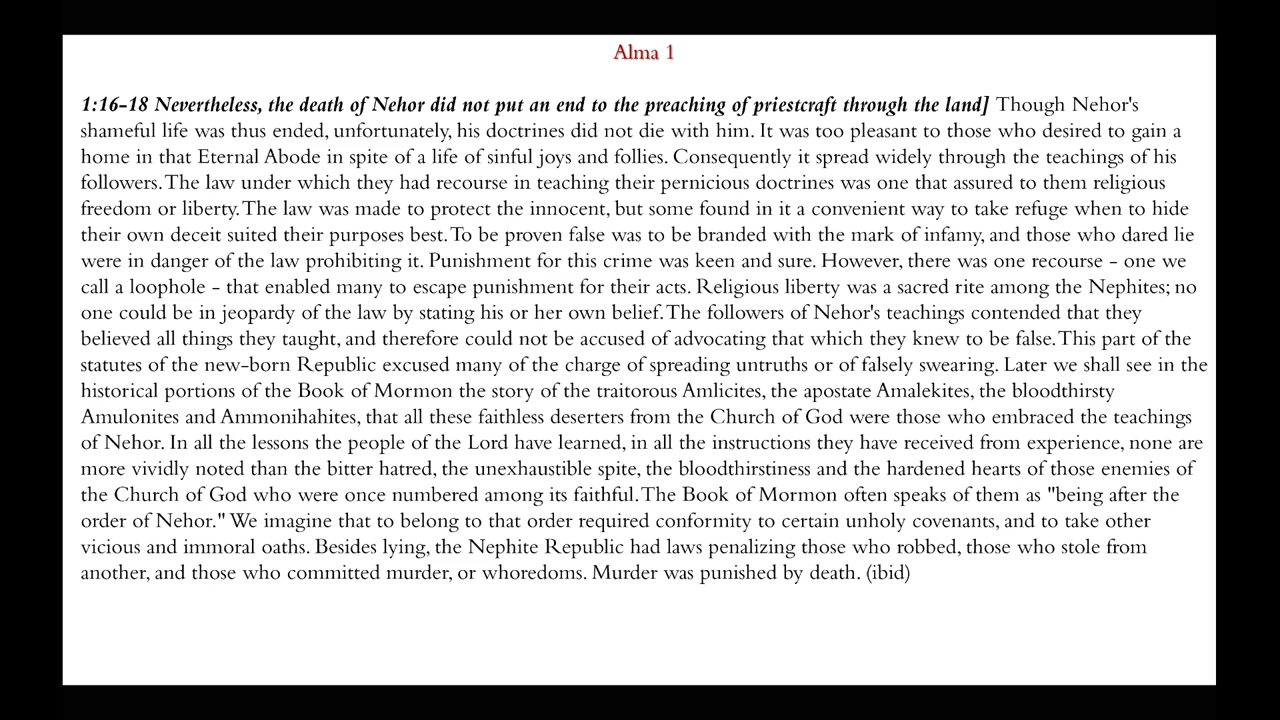 Alma 1
1:16-18 Nevertheless, the death of Nehor did not put an end to the preaching of priestcraft through the land] Though Nehor's
shameful life was thus ended, unfortunately, his doctrines did not die with him. It was too pleasant to those who desired to gain a
home in that Eternal Abode in spite of a life of sinful joys and follies. Consequently it spread widely through the teachings of his
followers. The law under which they had recourse in teaching their pernicious doctrines was one that assured to them religious
freedom or liberty. The law was made to protect the innocent, but some found in it a convenient way to take refuge when to hide
their own deceit suited their purposes best. To be proven false was to be branded with the mark of infamy, and those who dared lie
were in danger of the law prohibiting it. Punishment for this crime was keen and sure. However, there was one recourse - one we
call a loophole - that enabled many to escape punishment for their acts. Religious liberty was a sacred rite among the Nephites; no
one could be in jeopardy of the law by stating his or her own belief. The followers of Nehor's teachings contended that they
believed all things they taught, and therefore could not be accused of advocating that which they knew to be false. This part of the
statutes of the new-born Republic excused many of the charge of spreading untruths or of falsely swearing. Later we shall see in the
historical portions of the Book of Mormon the story of the traitorous Amlicites, the apostate Amalekites, the bloodthirsty
Amulonites and Ammonihahites, that all these faithless deserters from the Church of God were those who embraced the teachings
of Nehor. In all the lessons the people of the Lord have learned, in all the instructions they have received from experience, none are
more vividly noted than the bitter hatred, the unexhaustible spite, the bloodthirstiness and the hardened hearts of those enemies of
the Church of God who were once numbered among its faithful. The Book of Mormon often speaks of them as "being after the
order of Nehor." We imagine that to belong to that order required conformity to certain unholy covenants, and to take other
vicious and immoral oaths. Besides lying, the Nephite Republic had laws penalizing those who robbed, those who stole from
another, and those who committed murder, or whoredoms. Murder was punished by death. (ibid)